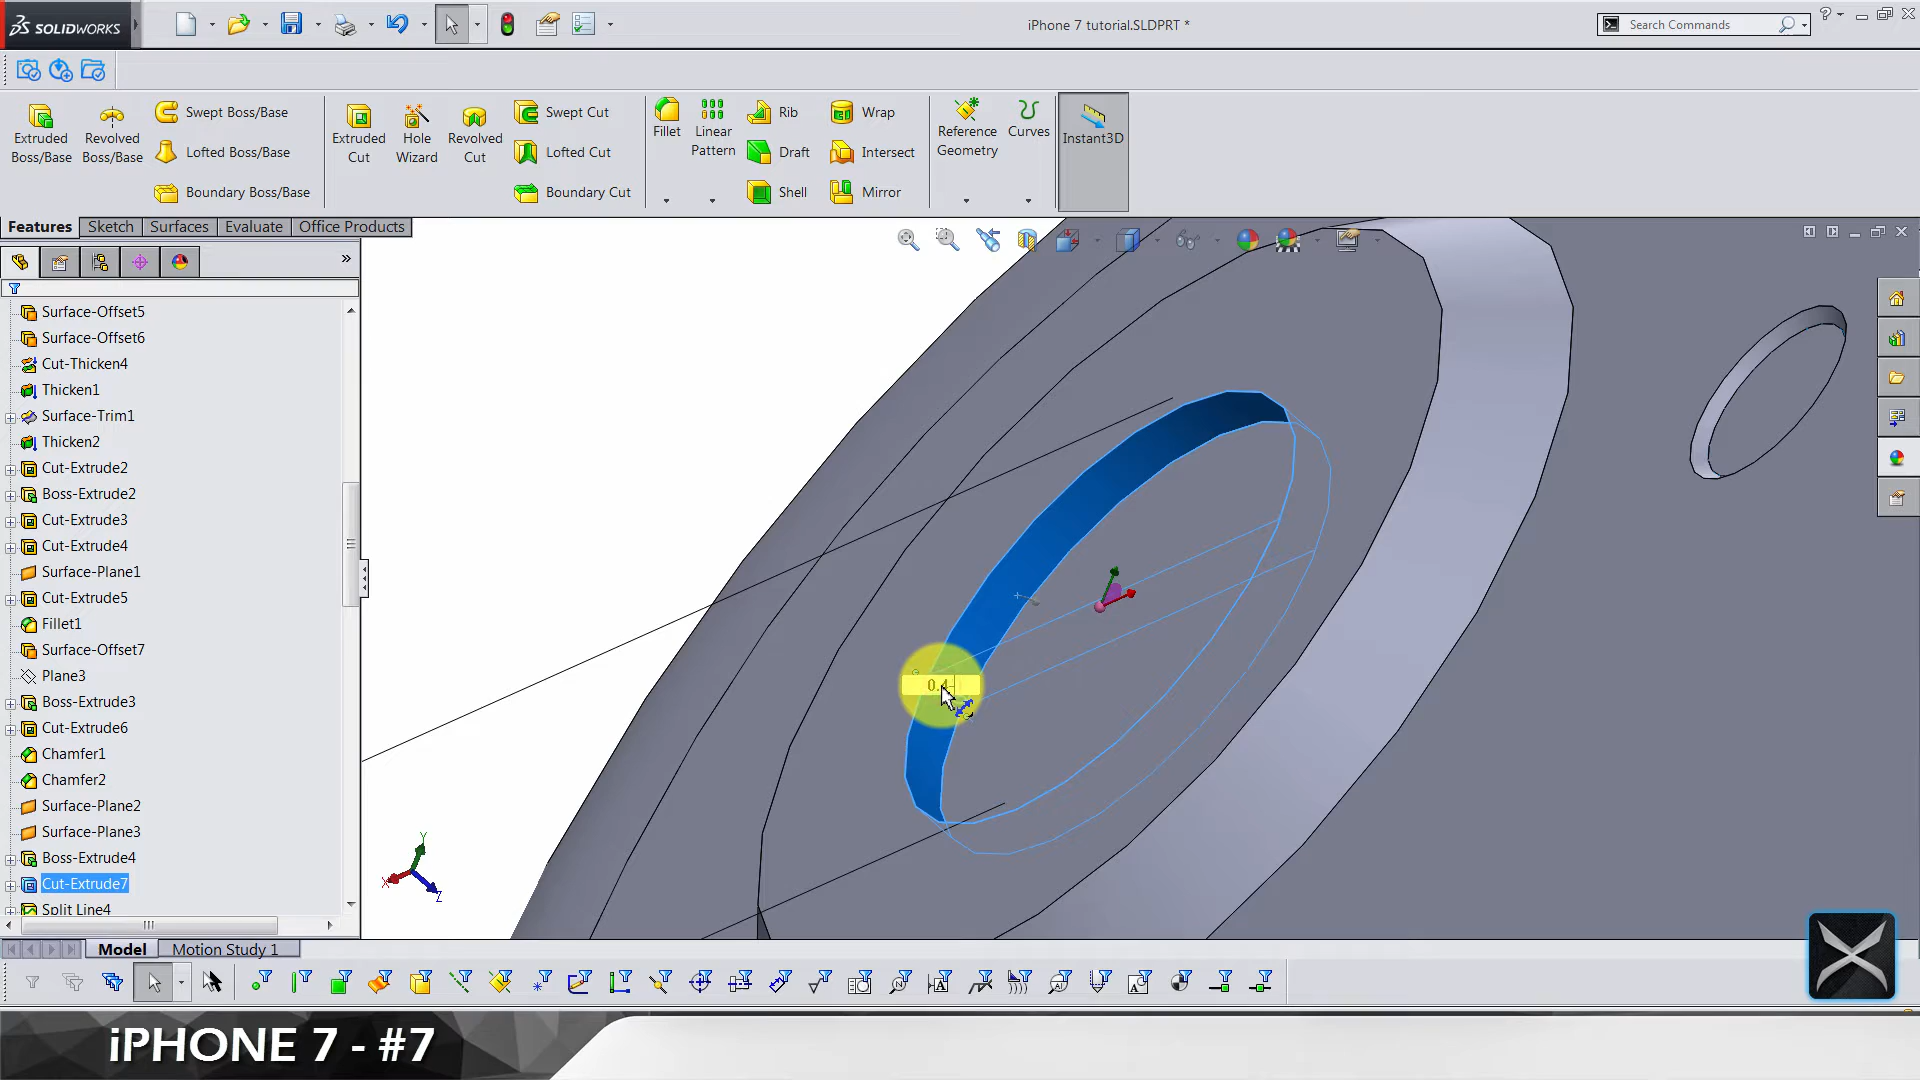 SOLIDWORKS
iPhone 7 tutorial.SLDPRT *
Search Commands
?
Extruded Boss/Base
Revolved Boss/Base
Swept Boss/Base
Lofted Boss/Base
Boundary Boss/Base
Extruded Cut
Hole Wizard
Revolved Cut
Swept Cut
Lofted Cut
Boundary Cut
Fillet
Linear Pattern
Rib
Draft
Shell
Wrap
Intersect
Mirror
Reference Geometry
Curves
Instant3D
Features
Sketch
Surfaces
Evaluate
Office Products
Surface-Offset5
Surface-Offset6
Cut-Thicken4
Thicken1
Surface-Trim1
Thicken2
Cut-Extrude2
Boss-Extrude2
Cut-Extrude3
Cut-Extrude4
Surface-Plane1
Cut-Extrude5
Fillet1
Surface-Offset7
Plane3
Boss-Extrude3
Cut-Extrude6
Chamfer1
Chamfer2
Surface-Plane2
Surface-Plane3
Boss-Extrude4
Cut-Extrude7
Split Line4
0.4
Y
X
Z
Model
Motion Study 1
iPHONE 7 - #7